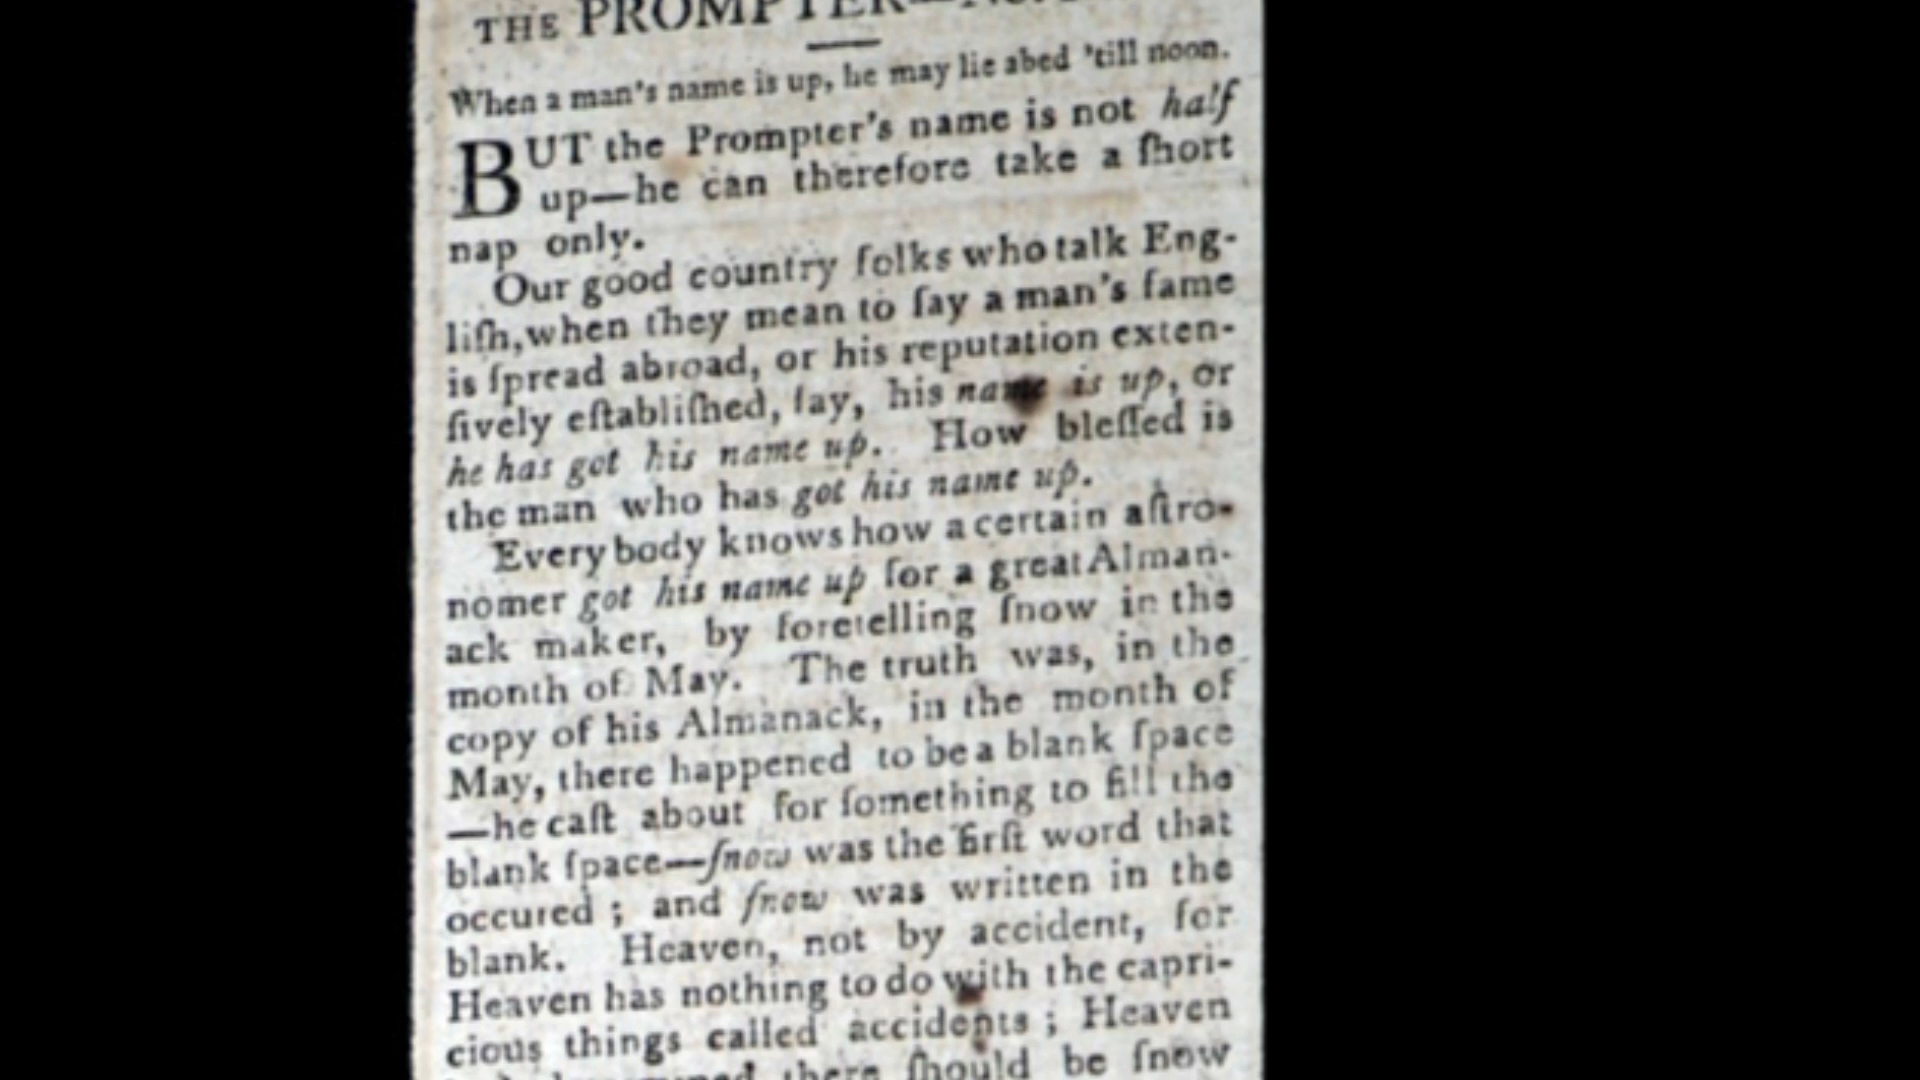 THE PROMPTER—No.
When a man's name is up, he may lie abed 'till noon.
BUT the Prompter's name is not half
up—he can therefore take a ſhort
nap only.
Our good country folks who talk Eng-
liſh, when they mean to ſay a man's fame
is ſpread abroad, or his reputation exten-
ſively eſtabliſhed, ſay, his name is up, or
he has got his name up. How bleſſed is
the man who has got his name up.
Every body knows how a certain aſtro-
nomer got his name up for a great Alman-
ack maker, by foretelling ſnow in the
month of May. The truth was, in the
copy of his Almanack, in the month of
May, there happened to be a blank ſpace
—he caſt about for ſomething to fill the
blank ſpace—ſnow was the firſt word that
occured ; and ſnow was written in the
blank. Heaven, not by accident, for
Heaven has nothing to do with the capri-
cious things called accidents ; Heaven
there ſhould be ſnow